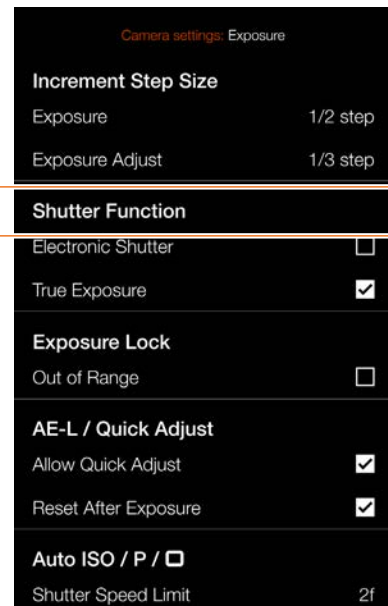 Camera settings: Exposure
Increment Step Size
Exposure 1/2 step
Exposure Adjust 1/3 step
Shutter Function
Electronic Shutter
True Exposure
Exposure Lock
Out of Range
AE-L / Quick Adjust
Allow Quick Adjust
Reset After Exposure
Auto ISO / P /
Shutter Speed Limit 2f